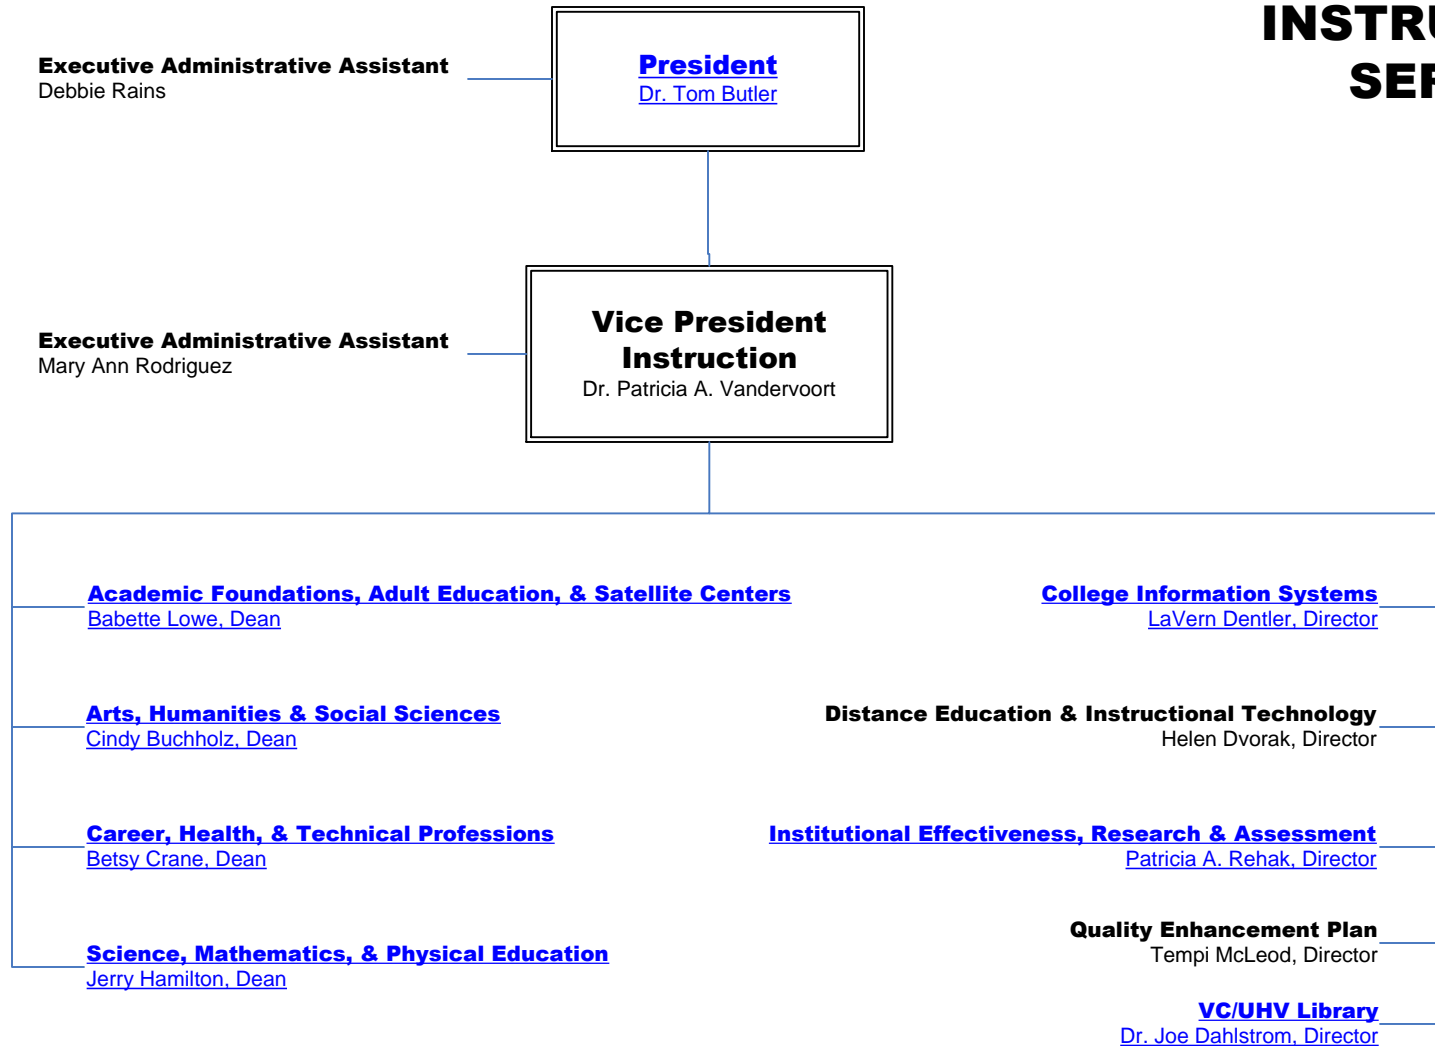 Executive Administrative Assistant
Debbie Rains
President
Dr. Tom Butler
Executive Administrative Assistant
Mary Ann Rodriguez
Vice President
Instruction
Dr. Patricia A. Vandervoort
Academic Foundations, Adult Education, & Satellite Centers
Babette Lowe, Dean
Arts, Humanities & Social Sciences
Cindy Buchholz, Dean
Career, Health, & Technical Professions
Betsy Crane, Dean
Science, Mathematics, & Physical Education
Jerry Hamilton, Dean
College Information Systems
LaVern Dentler, Director
Distance Education & Instructional Technology
Helen Dvorak, Director
Institutional Effectiveness, Research & Assessment
Patricia A. Rehak, Director
Quality Enhancement Plan
Tempi McLeod, Director
VC/UHV Library
Dr. Joe Dahlstrom, Director